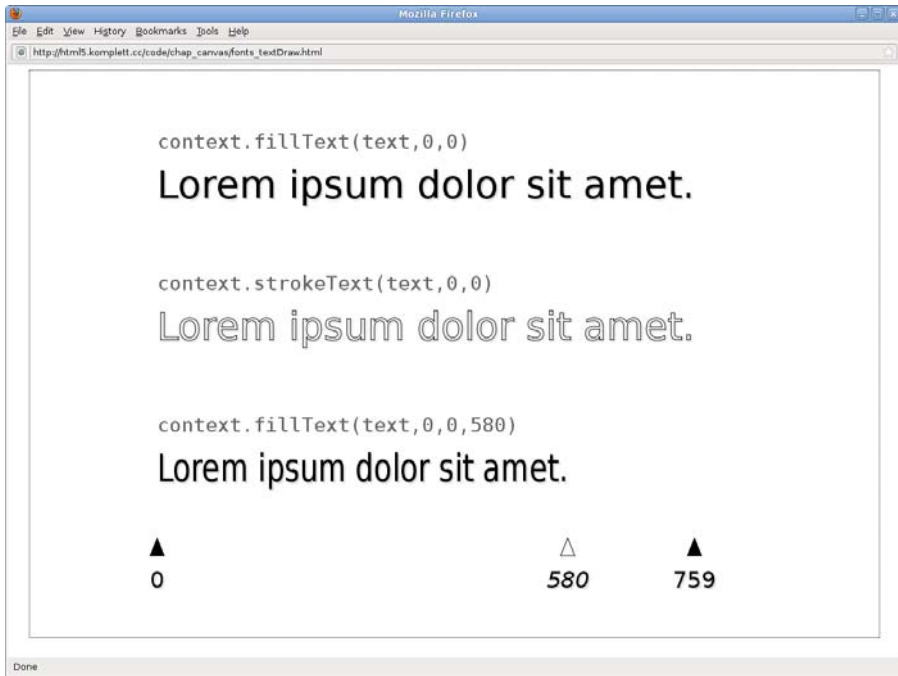 Mozilla Firefox
File Edit View History Bookmarks Tools Help
http://html5.komplett.cc/code/chap_canvas/fonts_textDraw.html
context.fillText(text,0,0)
Lorem ipsum dolor sit amet.
context.strokeText(text,0,0)
Lorem ipsum dolor sit amet.
context.fillText(text,0,0,580)
Lorem ipsum dolor sit amet.
0 580 759
Done